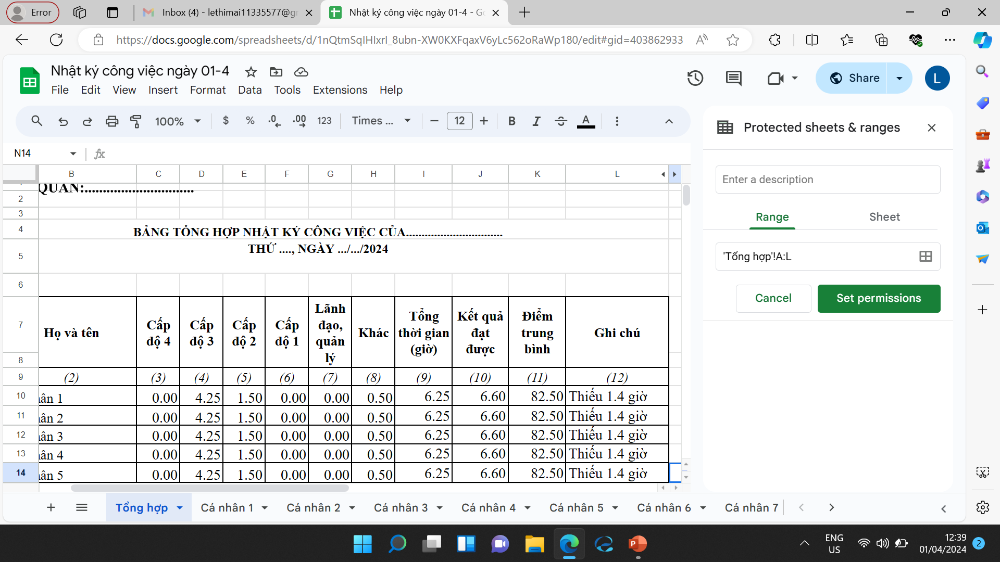 Error
Inbox (4) - lethimai11335577@gr
Nhật ký công việc ngày 01-4 - Go
https://docs.google.com/spreadsheets/d/1nQtmSqIHIxrI_8ubn-XW0KXFqaxV6yLc562oRaWp180/edit#gid=403862933
Nhật ký công việc ngày 01-4
File Edit View Insert Format Data Tools Extensions Help
Share
L
100% $ % .0 .00 123 Times ... 12 B I S A
Protected sheets & ranges
N14 fx
Enter a description
Range Sheet
'Tổng hợp'!A:L
Cancel Set permissions
B C D E F G H I J K L
QUAN:..............................
2
3
4 BẢNG TỔNG HỢP NHẬT KÝ CÔNG VIỆC CỦA..............................
5 THỨ ...., NGÀY .../.../2024
6
7 Họ và tên Cấp độ 4 Cấp độ 3 Cấp độ 2 Cấp độ 1 Lãnh đạo, quản lý Khác Tổng thời gian (giờ) Kết quả đạt được Điểm trung bình Ghi chú
8
9 (2) (3) (4) (5) (6) (7) (8) (9) (10) (11) (12)
10 ân 1 0.00 4.25 1.50 0.00 0.00 0.50 6.25 6.60 82.50 Thiếu 1.4 giờ
11 ân 2 0.00 4.25 1.50 0.00 0.00 0.50 6.25 6.60 82.50 Thiếu 1.4 giờ
12 ân 3 0.00 4.25 1.50 0.00 0.00 0.50 6.25 6.60 82.50 Thiếu 1.4 giờ
13 ân 4 0.00 4.25 1.50 0.00 0.00 0.50 6.25 6.60 82.50 Thiếu 1.4 giờ
14 ân 5 0.00 4.25 1.50 0.00 0.00 0.50 6.25 6.60 82.50 Thiếu 1.4 giờ
Tổng hợp Cá nhân 1 Cá nhân 2 Cá nhân 3 Cá nhân 4 Cá nhân 5 Cá nhân 6 Cá nhân 7
ENG
US
12:39
01/04/2024
2